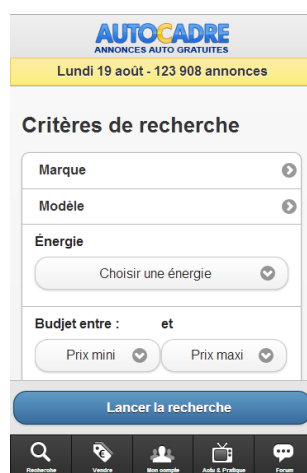 AUTOCADRE
ANNONCES AUTO GRATUITES
Lundi 19 août - 123 908 annonces
Critères de recherche
Marque
Modèle
Énergie
Choisir une énergie
Budjet entre : et
Prix mini Prix maxi
Lancer la recherche
Recherche Vendre Mon compte Actu & Pratique Forum